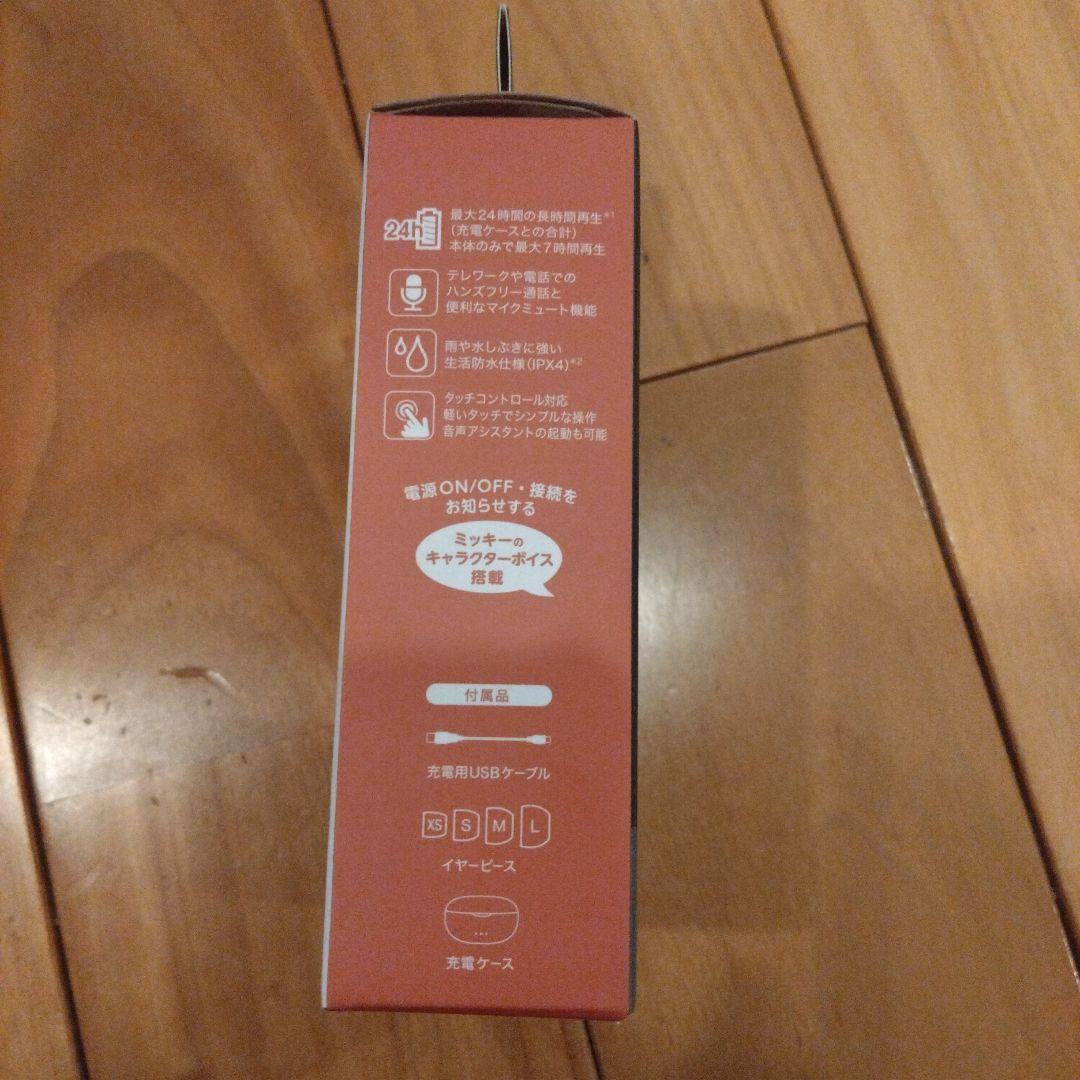 24h
最大24時間の長時間再生*1
(充電ケースとの合計)
本体のみで最大7時間再生
テレワークや電話での
ハンズフリー通話と
便利なマイクミュート機能
雨や水しぶきに強い
生活防水仕様(IPX4)*2
タッチコントロール対応
軽いタッチでシンプルな操作
音声アシスタントの起動も可能
電源ON/OFF・接続を
お知らせする
ミッキーの
キャラクターボイス
搭載
付属品
充電用USBケーブル
XS S M L
イヤーピース
充電ケース